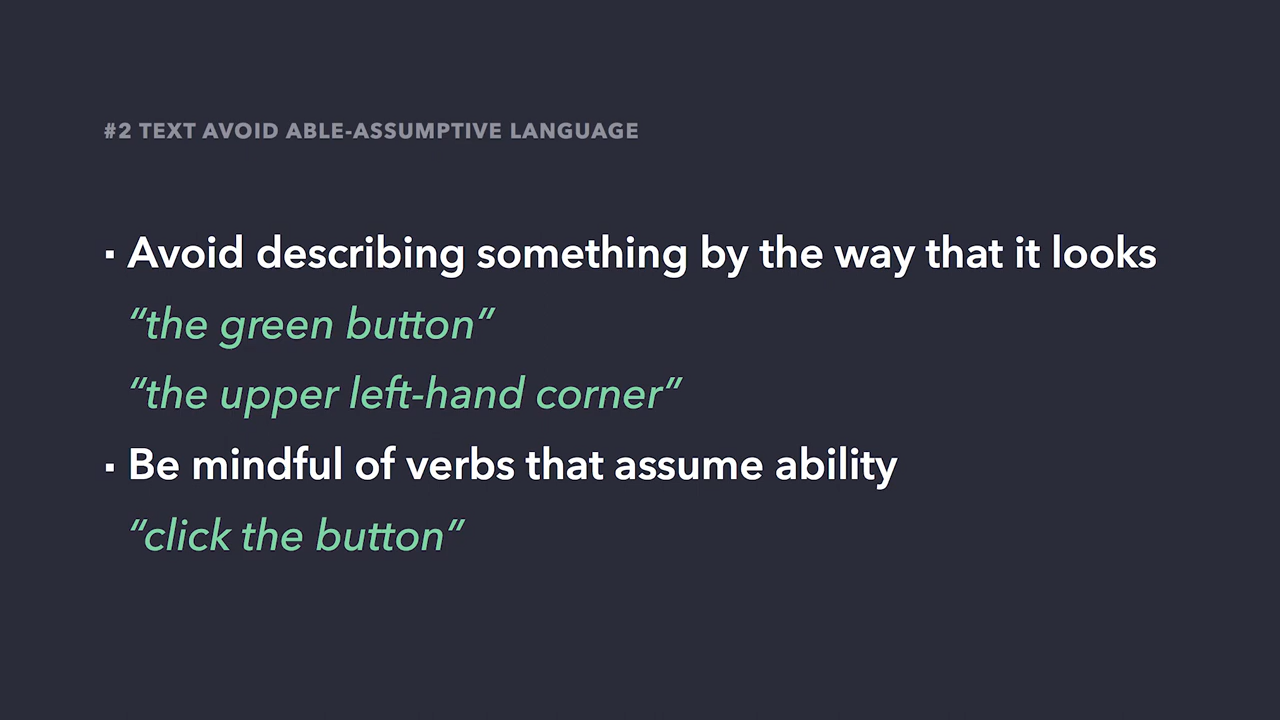 #2 TEXT AVOID ABLE-ASSUMPTIVE LANGUAGE
▪ Avoid describing something by the way that it looks
“the green button”
“the upper left-hand corner”
▪ Be mindful of verbs that assume ability
“click the button”